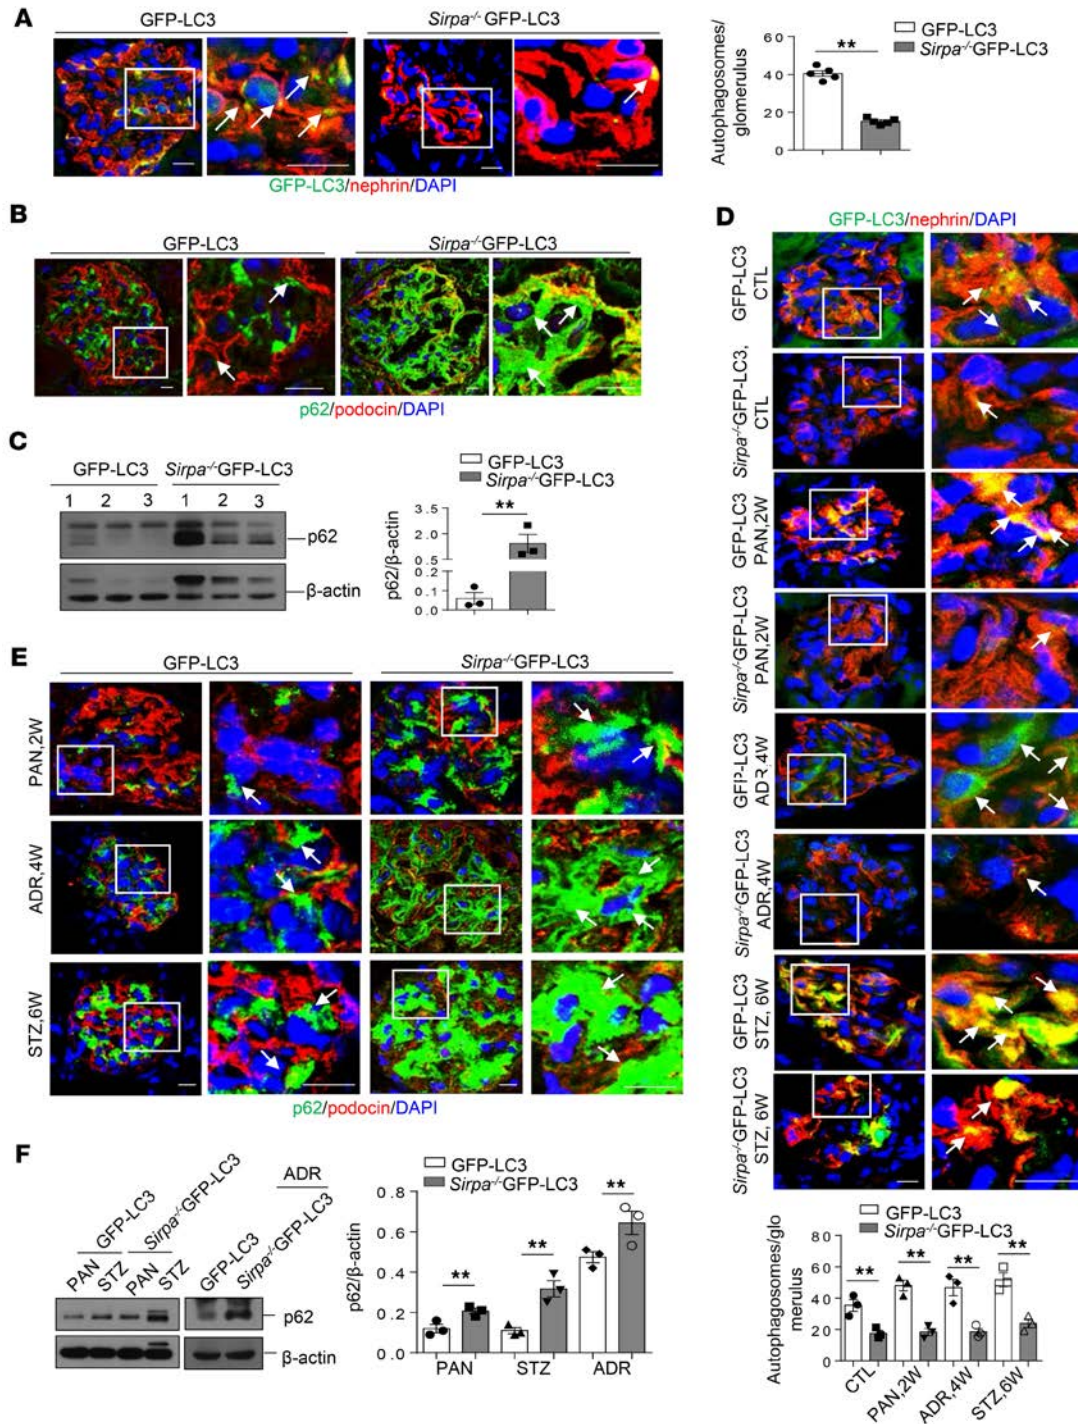 A
GFP-LC3
Sirpa-/-GFP-LC3
GFP-LC3/nephrin/DAPI
GFP-LC3
Sirpa-/-GFP-LC3
Autophagosomes/
glomerulus
60
40
20
0
**
B
GFP-LC3
Sirpa-/-GFP-LC3
p62/podocin/DAPI
C
GFP-LC3
Sirpa-/-GFP-LC3
1 2 3 1 2 3
p62
β-actin
GFP-LC3
Sirpa-/-GFP-LC3
p62/β-actin
3.5
2.0
0.5
0.2
0.1
0.0
**
D
GFP-LC3/nephrin/DAPI
GFP-LC3
CTL
Sirpa-/-GFP-LC3,
CTL
GFP-LC3
PAN,2W
Sirpa-/-GFP-LC3
PAN,2W
GFP-LC3
ADR,4W
Sirpa-/-GFP-LC3
ADR,4W
GFP-LC3
STZ, 6W
Sirpa-/-GFP-LC3
STZ, 6W
GFP-LC3
Sirpa-/-GFP-LC3
Autophagosomes/glo
merulus
80
60
40
20
0
** ** ** **
CTL
PAN,2W
ADR,4W
STZ,6W
E
GFP-LC3
Sirpa-/-GFP-LC3
PAN,2W
ADR,4W
STZ,6W
p62/podocin/DAPI
F
ADR
GFP-LC3
Sirpa-/-GFP-LC3
PAN
STZ
PAN
STZ
GFP-LC3
Sirpa-/-GFP-LC3
p62
β-actin
GFP-LC3
Sirpa-/-GFP-LC3
p62/β-actin
0.8
0.6
0.4
0.2
0.0
** ** **
PAN STZ ADR